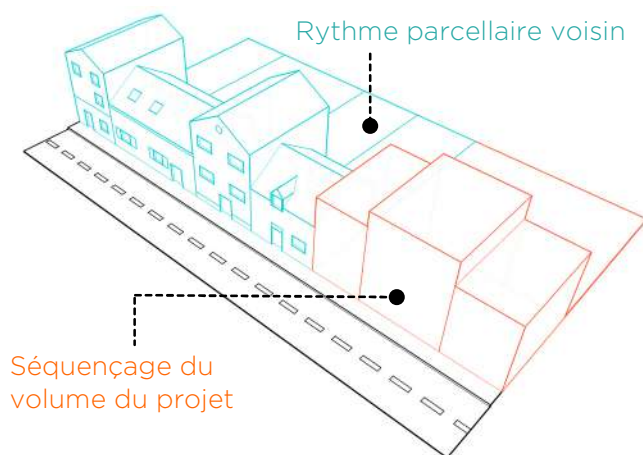 Rythme parcellaire voisin
Séquençage du
volume du projet